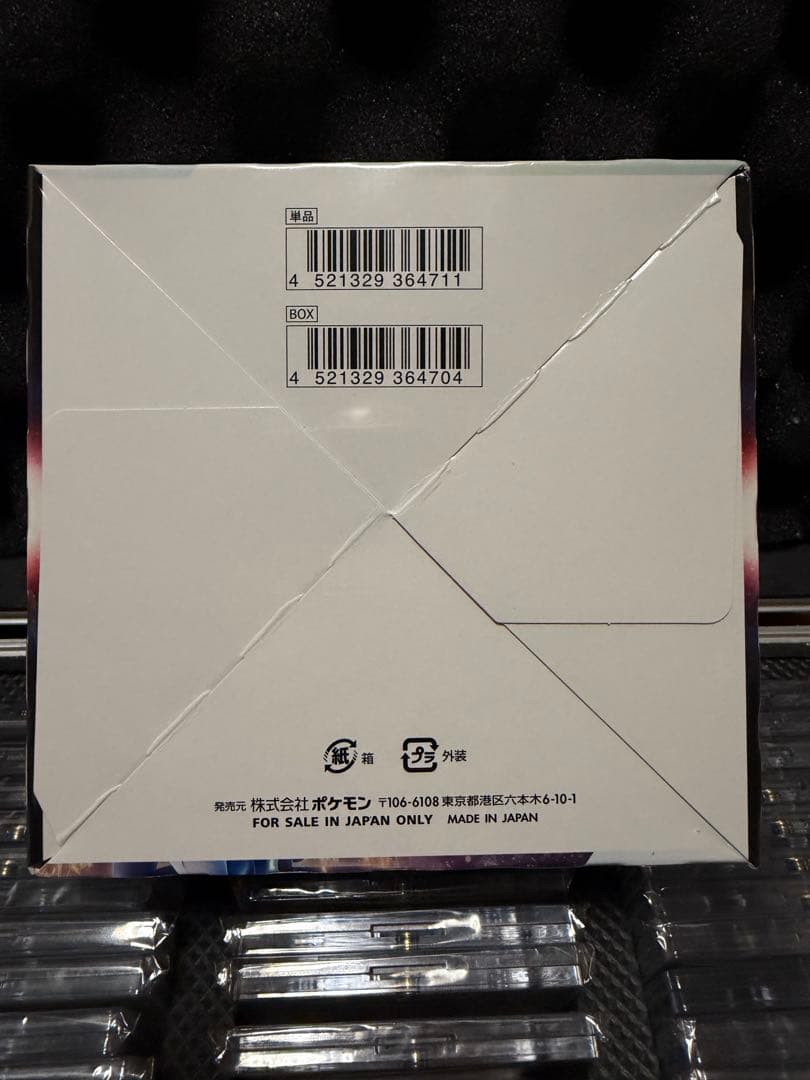 単品
4 521329 364711
BOX
4 521329 364704
紙 箱 プラ 外装
発売元 株式会社 ポケモン 〒106-6108 東京都港区六本木6-10-1
FOR SALE IN JAPAN ONLY MADE IN JAPAN